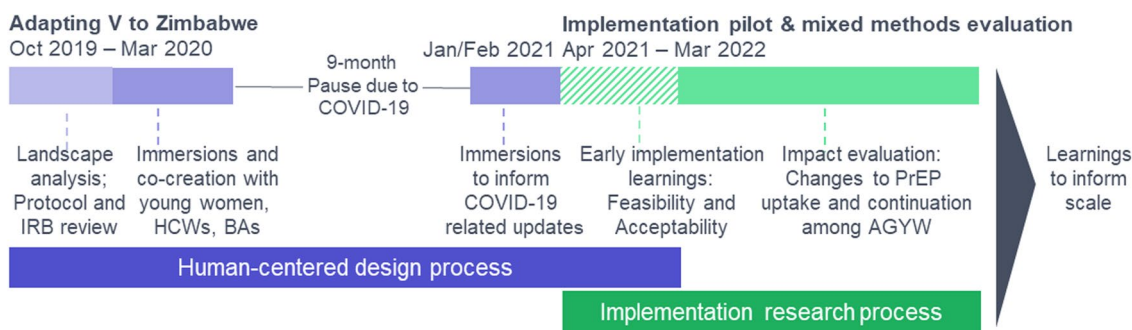 Adapting V to Zimbabwe
Oct 2019 – Mar 2020
9-month
Pause due to
COVID-19
Jan/Feb 2021
Implementation pilot & mixed methods evaluation
Apr 2021 – Mar 2022
Landscape
analysis;
Protocol and
IRB review
Immersions and
co-creation with
young women,
HCWs, BAs
Immersions
to inform
COVID-19
related updates
Early implementation
learnings:
Feasibility and
Acceptability
Impact evaluation:
Changes to PrEP
uptake and continuation
among AGYW
Learnings
to inform
scale
Human-centered design process
Implementation research process